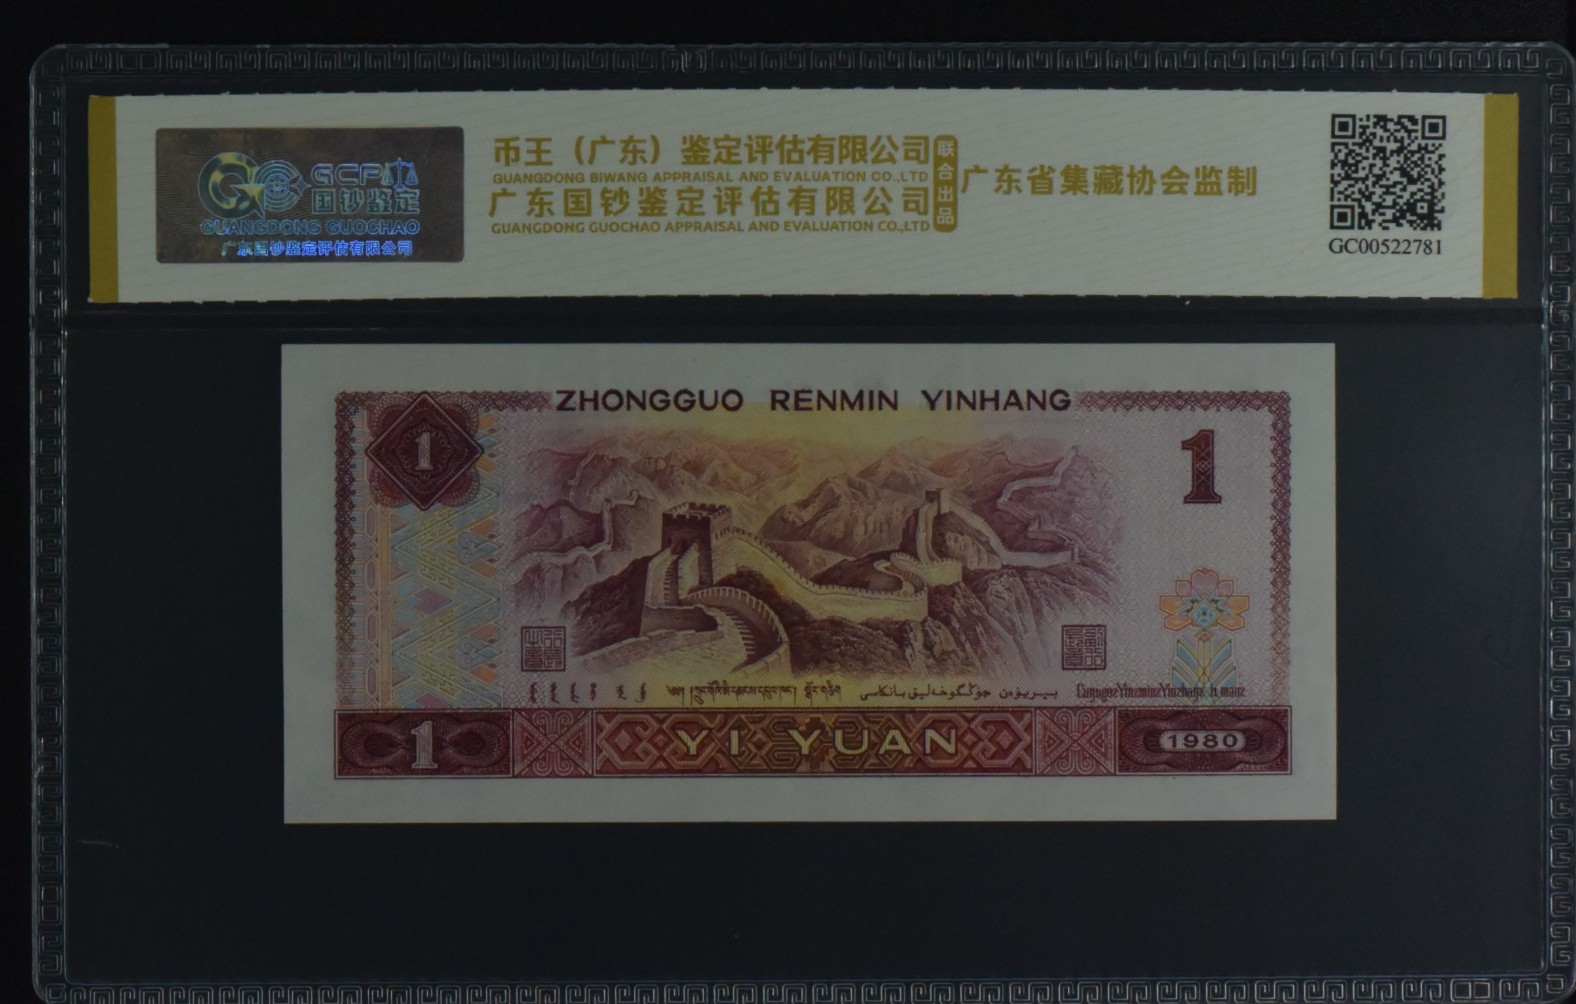 GCP
国钞鉴定
GUANGDONG GUOCHAO
广东国钞鉴定评估有限公司
币王（广东）鉴定评估有限公司
GUANGDONG BIWANG APPRAISAL AND EVALUATION CO.,LTD
广东国钞鉴定评估有限公司
GUANGDONG GUOCHAO APPRAISAL AND EVALUATION CO.,LTD
联合出品
广东省集藏协会监制
GC00522781
ZHONGGUO RENMIN YINHANG
1
1
1
YI YUAN
1980